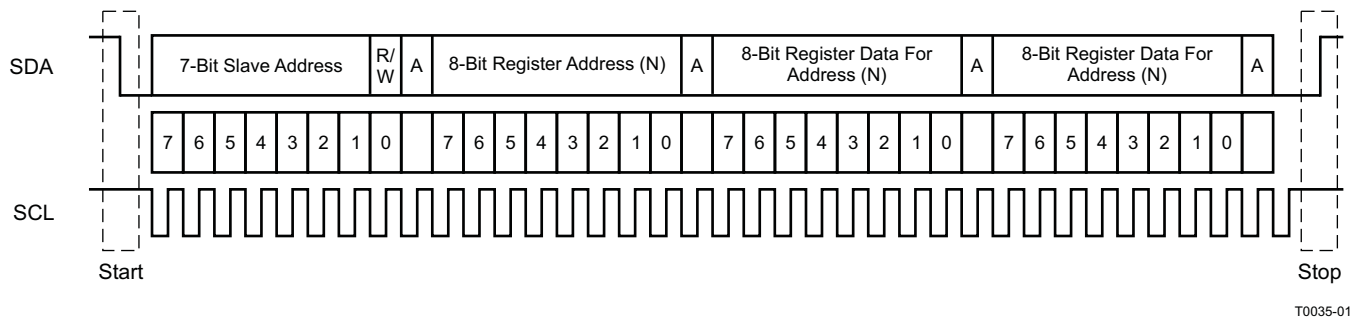 SDA
7-Bit Slave Address
R/
W
A
8-Bit Register Address (N)
A
8-Bit Register Data For
Address (N)
A
8-Bit Register Data For
Address (N)
A
7 6 5 4 3 2 1 0 7 6 5 4 3 2 1 0 7 6 5 4 3 2 1 0 7 6 5 4 3 2 1 0
SCL
Start
Stop
T0035-01